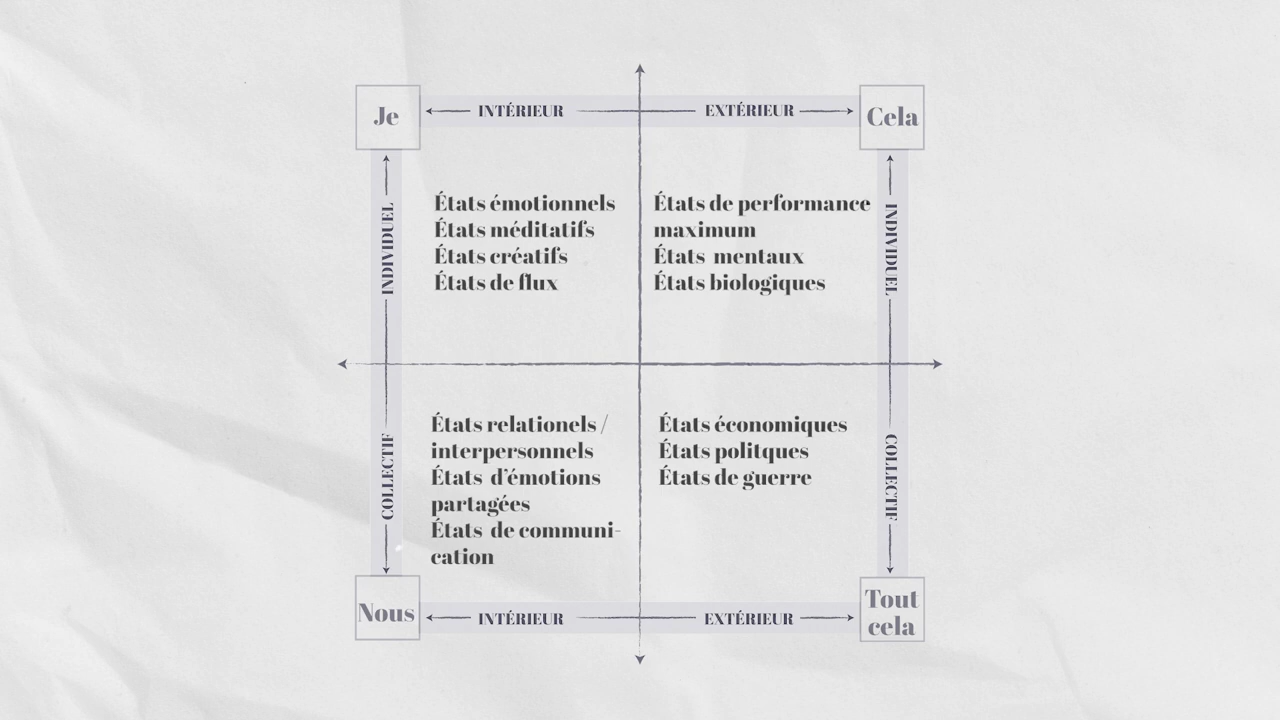 Je
INTÉRIEUR
EXTÉRIEUR
Cela
INDIVIDUEL
INDIVIDUEL
États émotionnels
États méditatifs
États créatifs
États de flux
États de performance
maximum
États mentaux
États biologiques
COLLECTIF
COLLECTIF
États relationels /
interpersonnels
États d'émotions
partagées
États de communi-
cation
États économiques
États politques
États de guerre
Nous
INTÉRIEUR
EXTÉRIEUR
Tout
cela